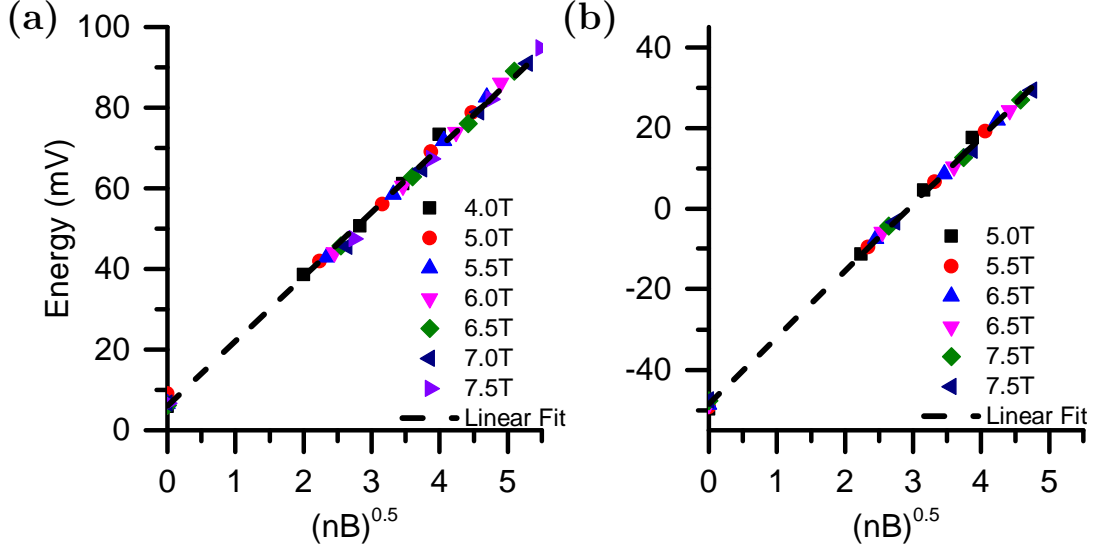 (a)
Energy (mV)
100
80
60
40
20
0
0 1 2 3 4 5
(nB)^0.5
4.0T
5.0T
5.5T
6.0T
6.5T
7.0T
7.5T
Linear Fit
(b)
40
20
0
-20
-40
0 1 2 3 4 5
(nB)^0.5
5.0T
5.5T
6.5T
6.5T
7.5T
7.5T
Linear Fit